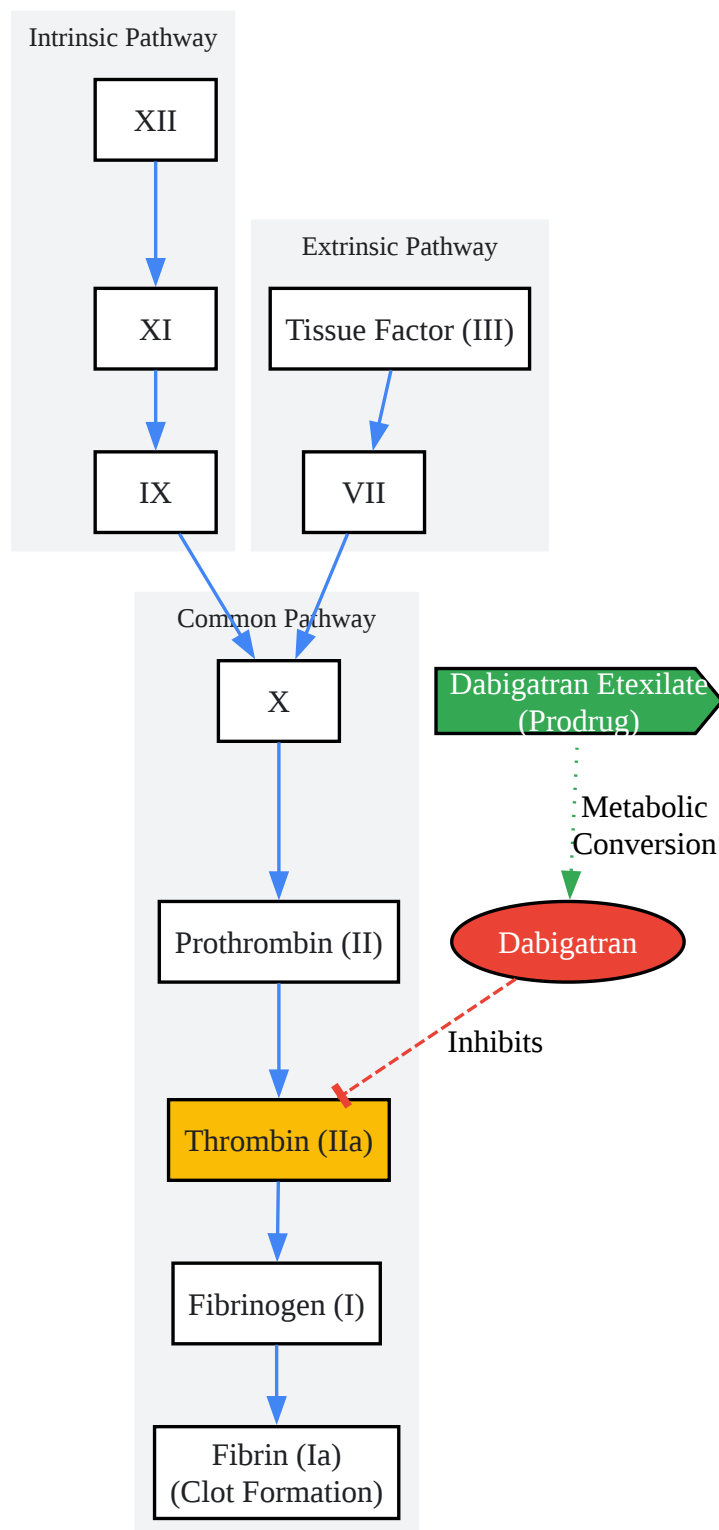 Intrinsic Pathway
XII
Extrinsic Pathway
XI
Tissue Factor (III)
IX
VII
Common Pathway
X
Dabigatran Etexilate
(Prodrug)
Metabolic
Conversion
Prothrombin (II)
Dabigatran
Inhibits
Thrombin (IIa)
Fibrinogen (I)
Fibrin (Ia)
(Clot Formation)